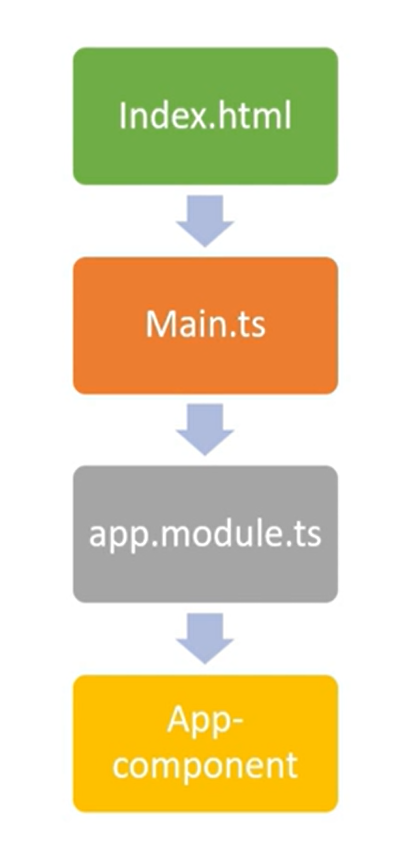 Index.html
Main.ts
app.module.ts
App-
component